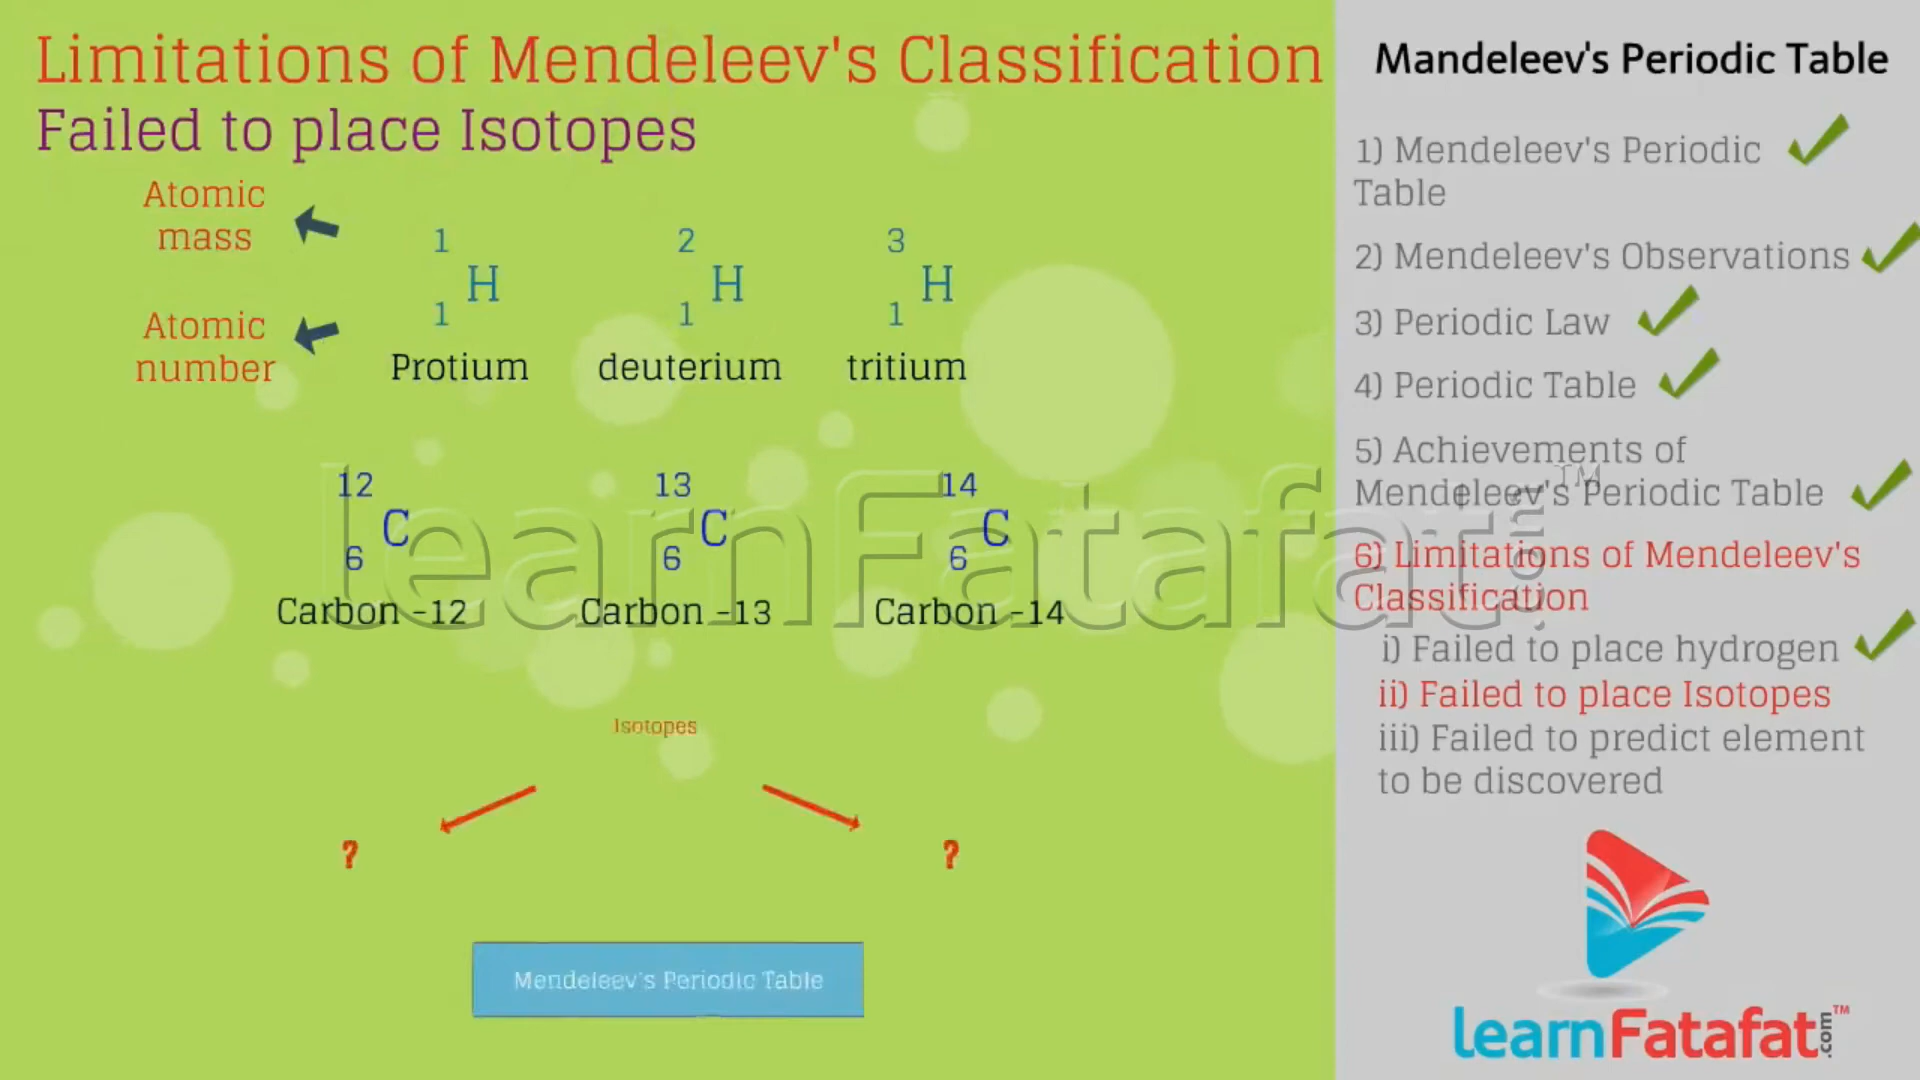 Limitations of Mendeleev's Classification
Failed to place Isotopes
Atomic
mass
Atomic
number
1
H
1
Protium
2
H
1
deuterium
3
H
1
tritium
12
C
6
Carbon -12
13
C
6
Carbon -13
14
C
6
Carbon -14
Isotopes
?
?
Mendeleev's Periodic Table
learnFatafat.com™
Mandeleev's Periodic Table
1) Mendeleev's Periodic
Table
2) Mendeleev's Observations
3) Periodic Law
4) Periodic Table
5) Achievements of
Mendeleev's Periodic Table
6) Limitations of Mendeleev's
Classification
i) Failed to place hydrogen
ii) Failed to place Isotopes
iii) Failed to predict element
to be discovered
learnFatafat.com™